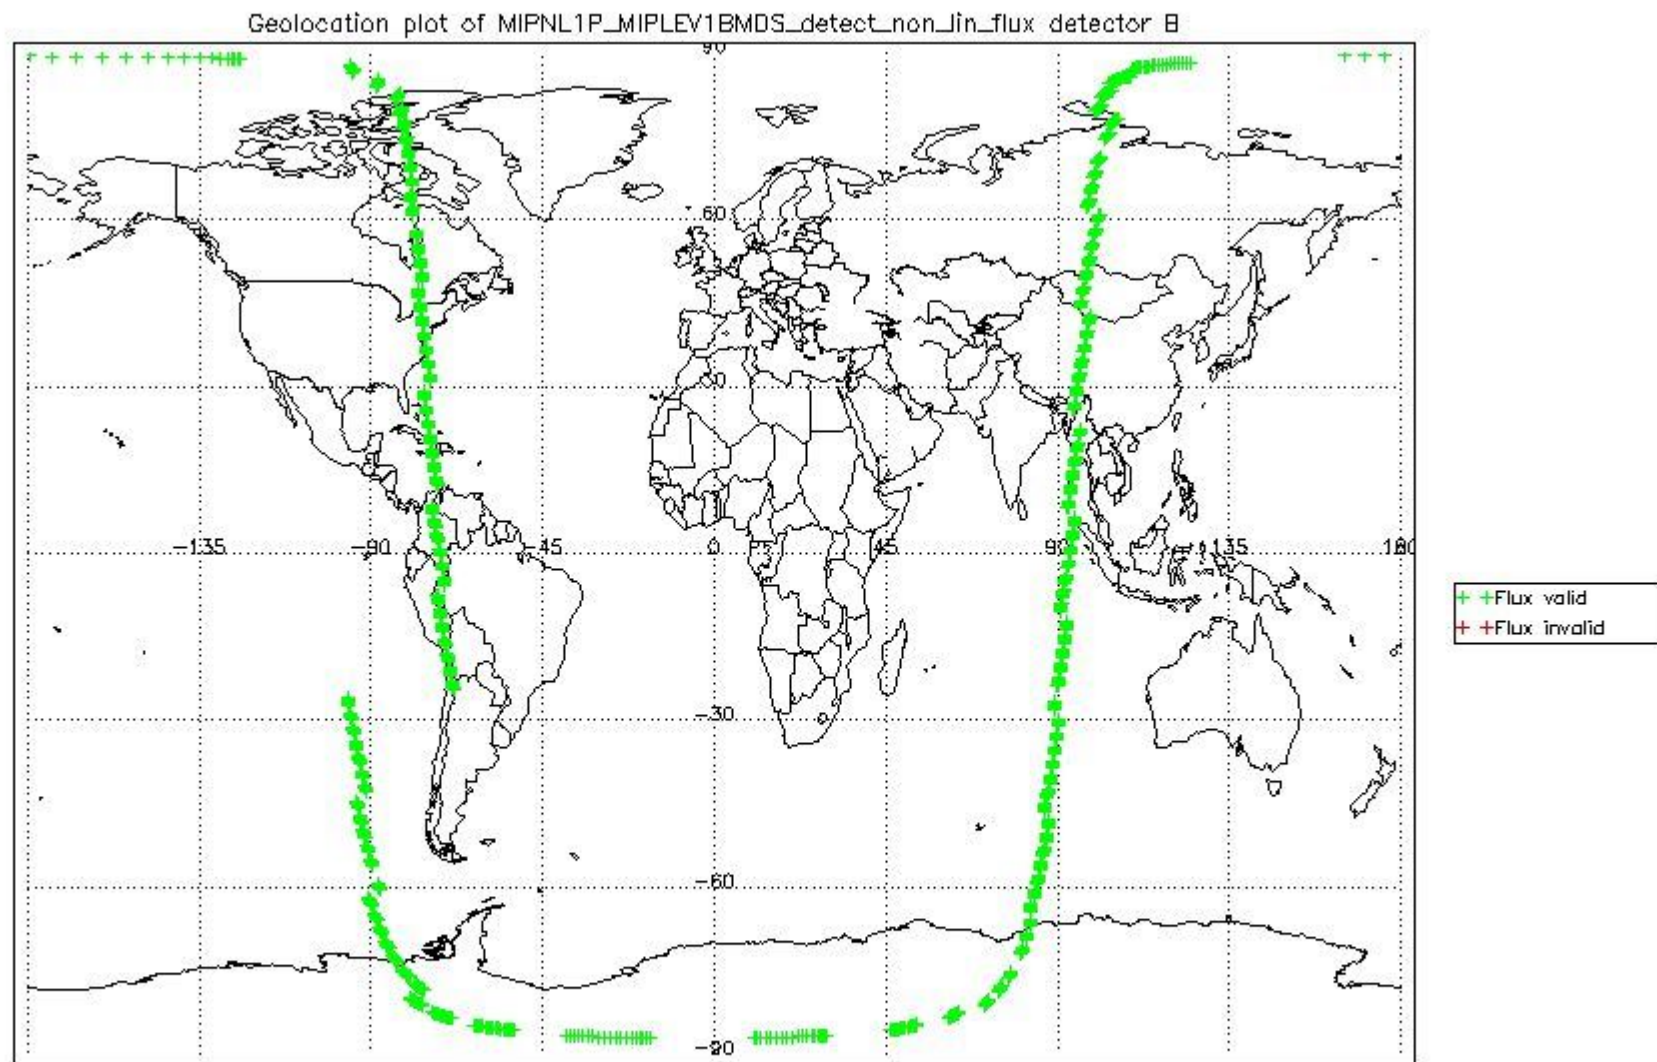 Geolocation plot of MIPNL1P_MIPLEV1BMDS_detect_non_lin_flux detector B
90
60
30
-135 -90 -45 0 45 90 135 180
-30
-60
-90
Flux valid
Flux invalid